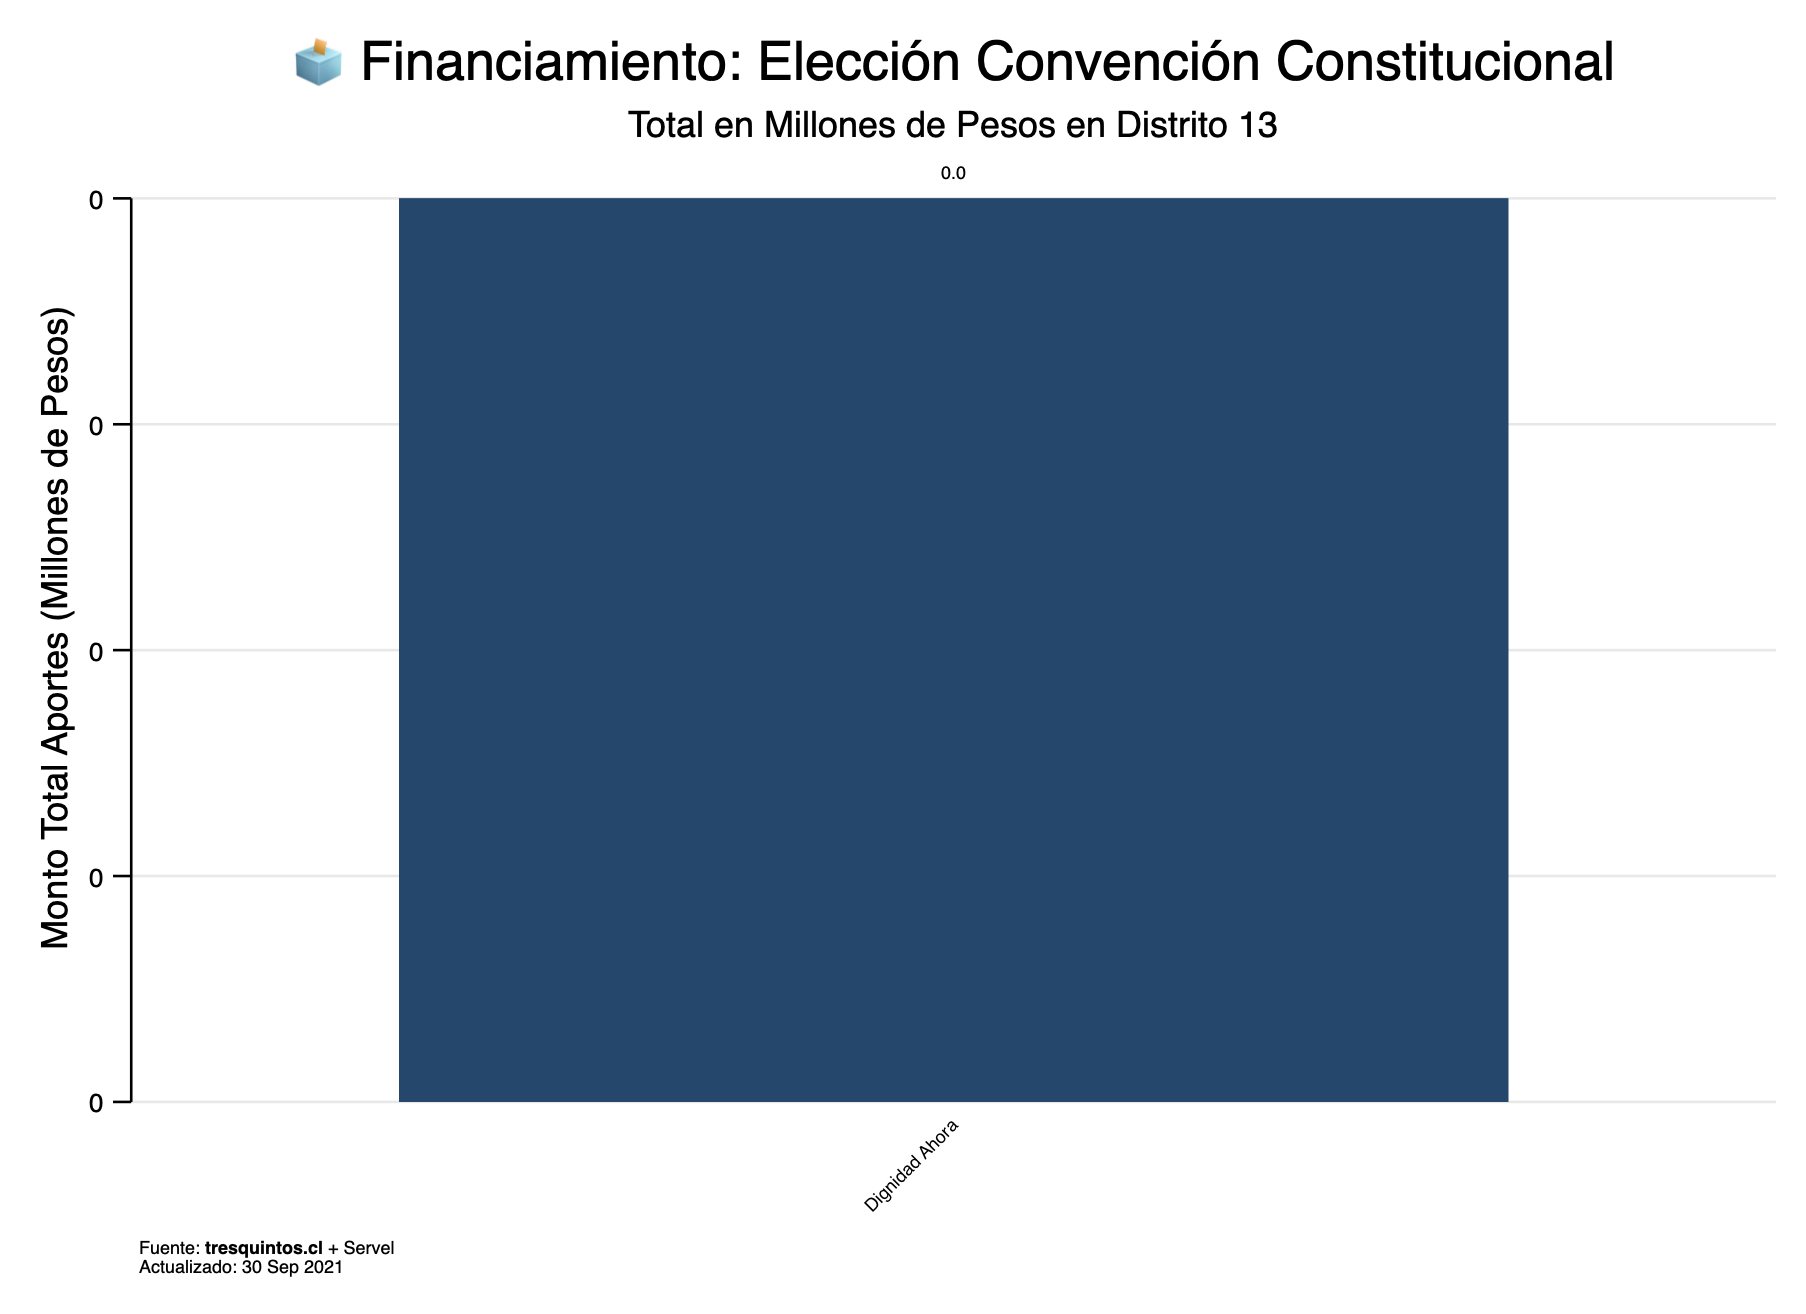 Financiamiento: Elección Convención Constitucional
Total en Millones de Pesos en Distrito 13
0.0
Monto Total Aportes (Millones de Pesos)
0
0
0
0
0
Dignidad Ahora
Fuente: tresquintos.cl + Servel
Actualizado: 30 Sep 2021